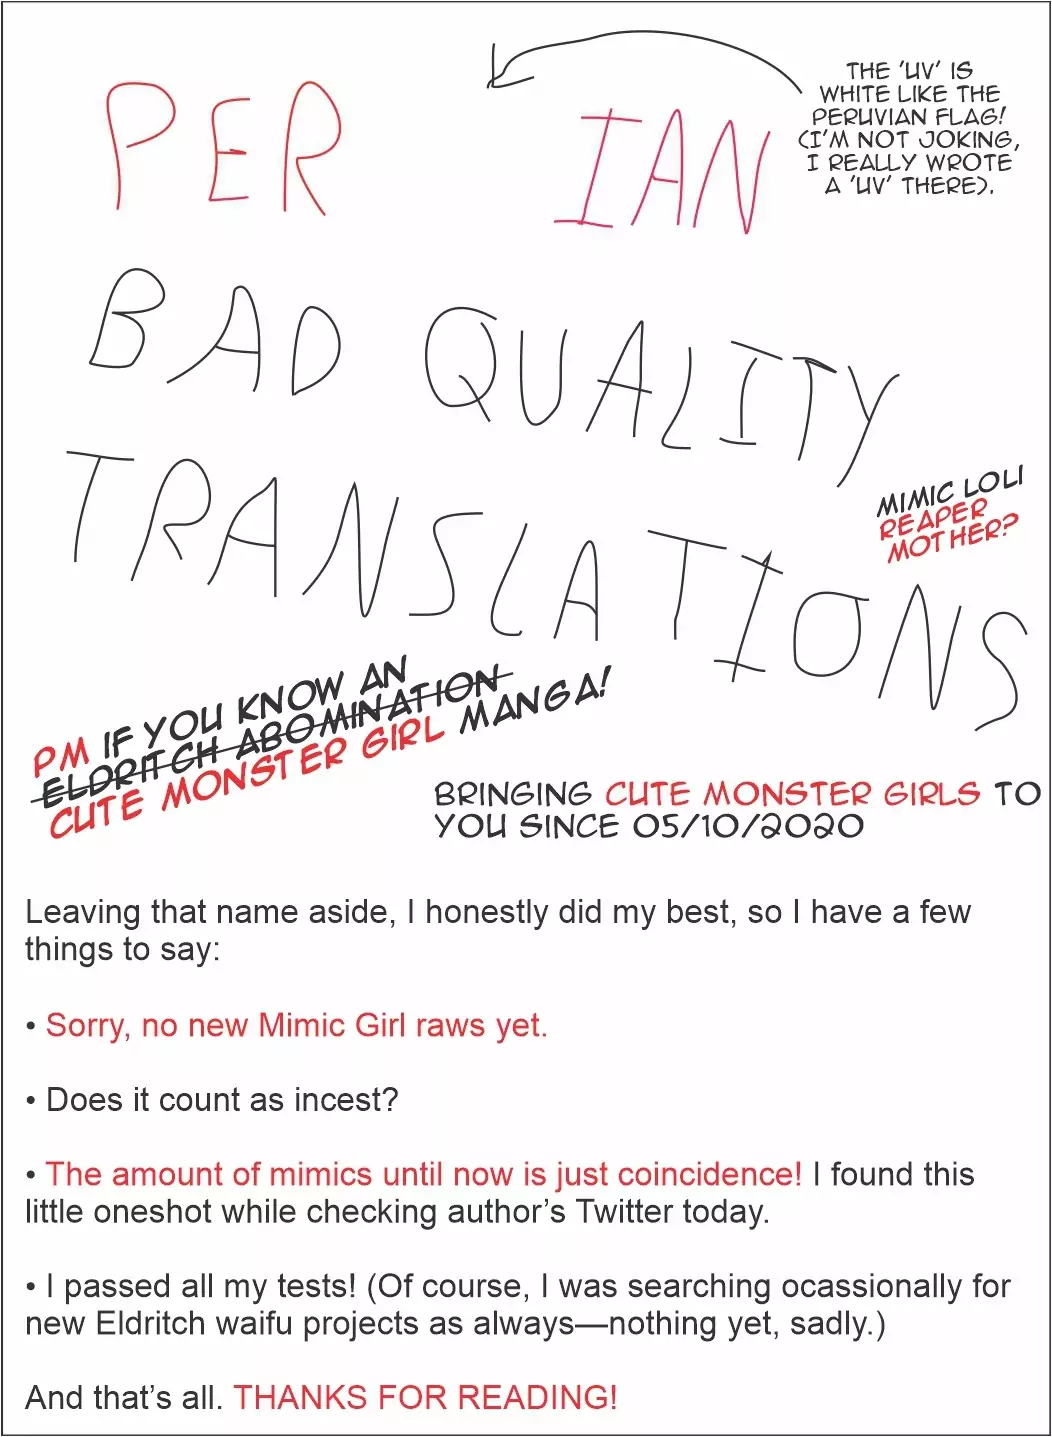 PER IAN
THE 'UV' IS
WHITE LIKE THE
PERUVIAN FLAG!
(I'M NOT JOKING,
I REALLY WROTE
A 'UV' THERE).
BAD QUALITY
TRANSLATIONS
MIMIC LOLI
REAPER
MOTHER?
PM IF YOU KNOW AN
ELDRITCH ABOMINATION
CUTE MONSTER GIRL MANGA!
BRINGING CUTE MONSTER GIRLS TO
YOU SINCE 05/10/2020
Leaving that name aside, I honestly did my best, so I have a few
things to say:
• Sorry, no new Mimic Girl raws yet.
• Does it count as incest?
• The amount of mimics until now is just coincidence! I found this
little oneshot while checking author's Twitter today.
• I passed all my tests! (Of course, I was searching ocassionally for
new Eldritch waifu projects as always—nothing yet, sadly.)
And that's all. THANKS FOR READING!